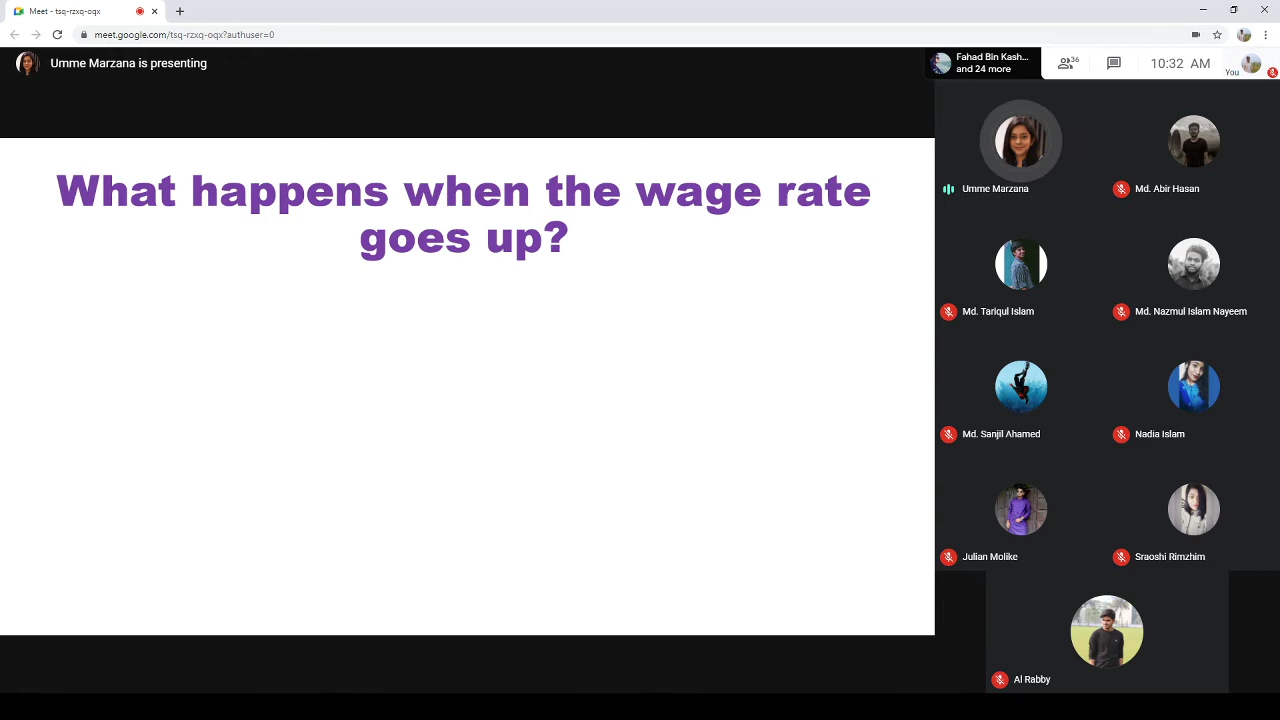 Meet - tsq-rzxq-oqx
meet.google.com/tsq-rzxq-oqx?authuser=0
Umme Marzana is presenting
Fahad Bin Kash...
and 24 more
36
10:32 AM
You
What happens when the wage rate
goes up?
Umme Marzana
Md. Abir Hasan
Md. Tariqul Islam
Md. Nazmul Islam Nayeem
Md. Sanjil Ahamed
Nadia Islam
Julian Molike
Sraoshi Rimzhim
Al Rabby